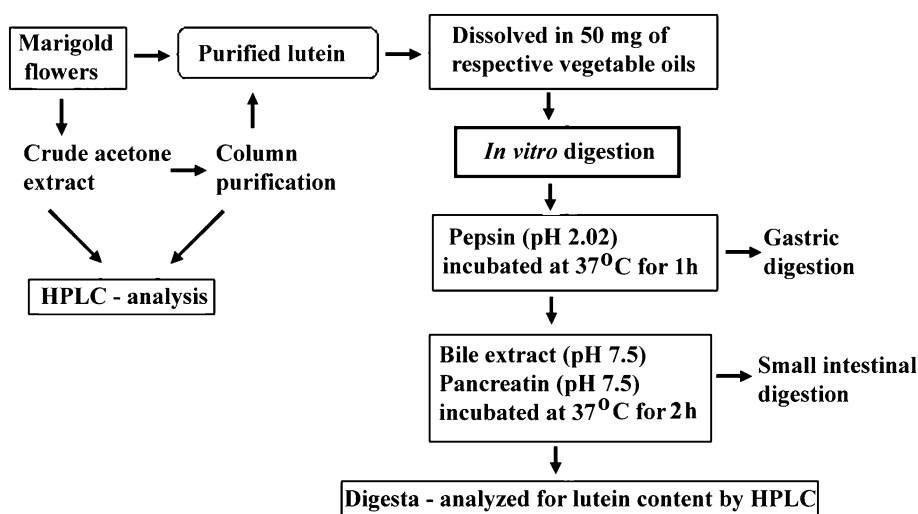 Marigold
flowers
Purified lutein
Dissolved in 50 mg of
respective vegetable oils
Crude acetone
extract
Column
purification
In vitro digestion
HPLC - analysis
Pepsin (pH 2.02)
incubated at 37⁰C for 1h
Gastric
digestion
Bile extract (pH 7.5)
Pancreatin (pH 7.5)
incubated at 37⁰C for 2h
Small intestinal
digestion
Digesta - analyzed for lutein content by HPLC